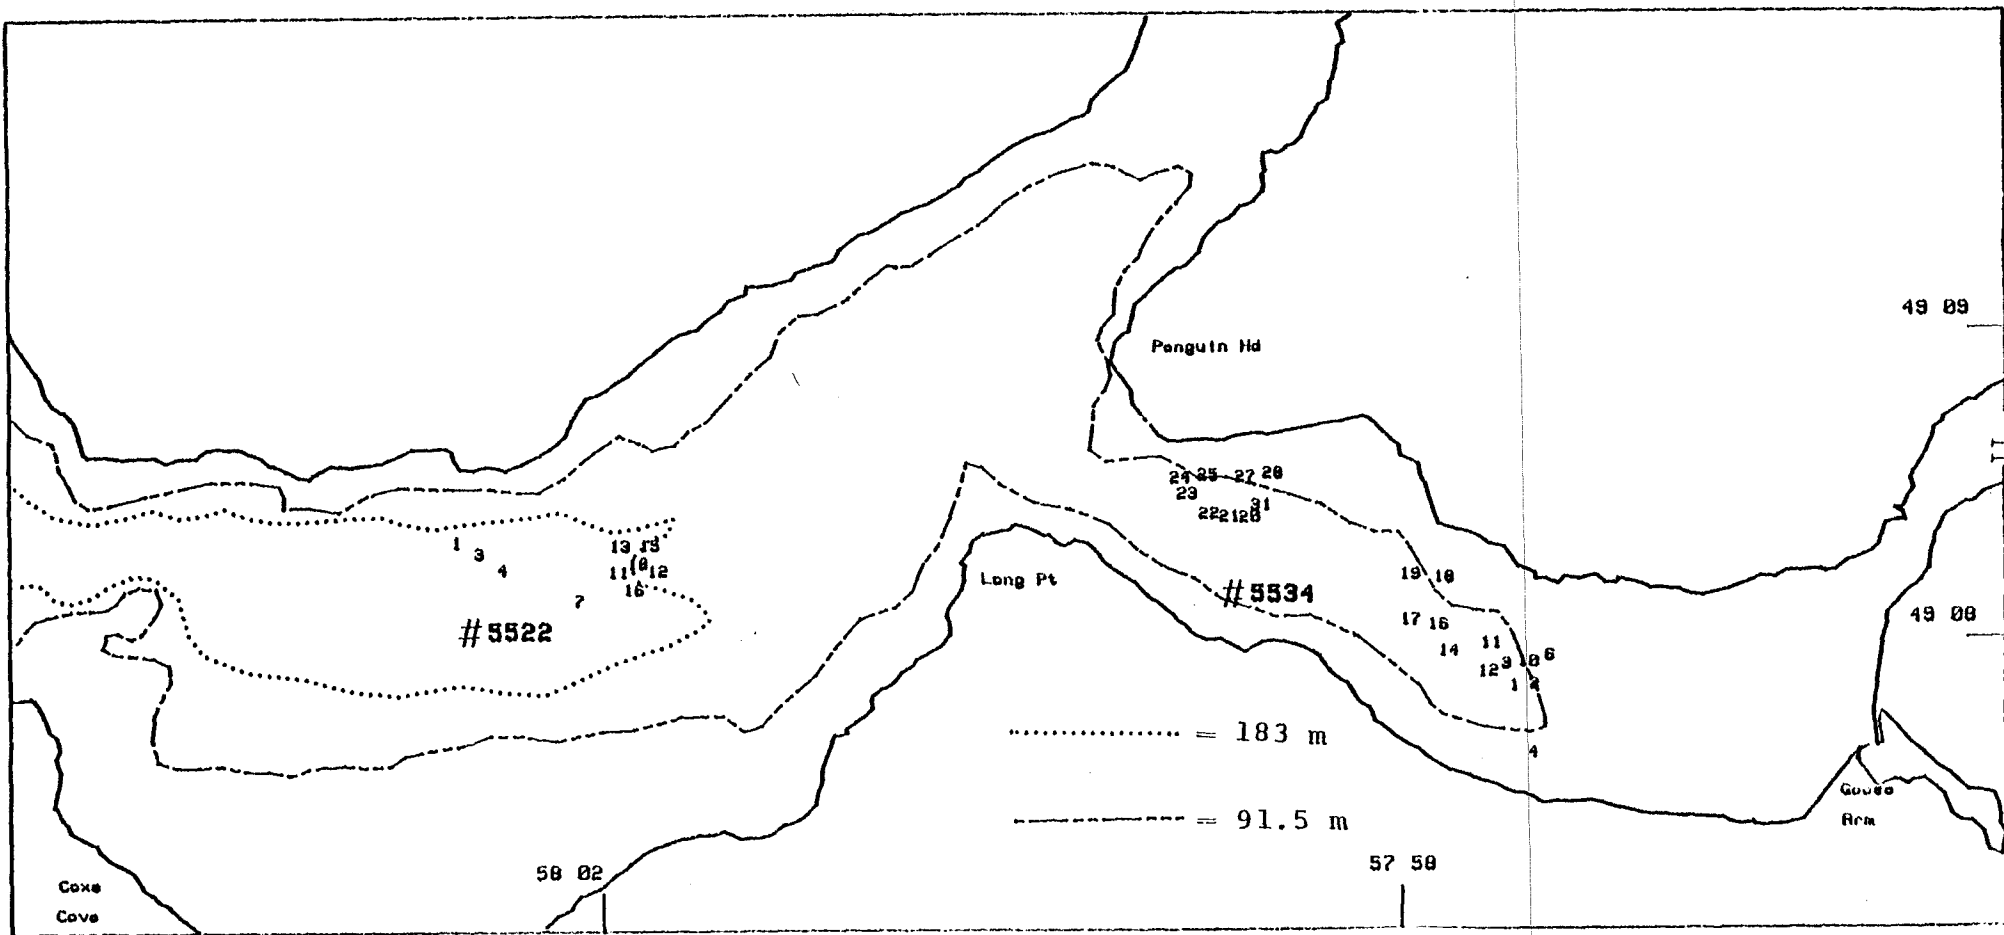 49 09
Penguin Hd
24 25 27 28
23
31
22 21 20
13 15
1
3
11 10 12
4
16
7
#5522
Long Pt
#5534
19 18
17 16
14
11
6
12 3 10
1 2
4
49 08
............ = 183 m
------------ = 91.5 m
Goose
Arm
58 02
57 58
Coxe
Cove